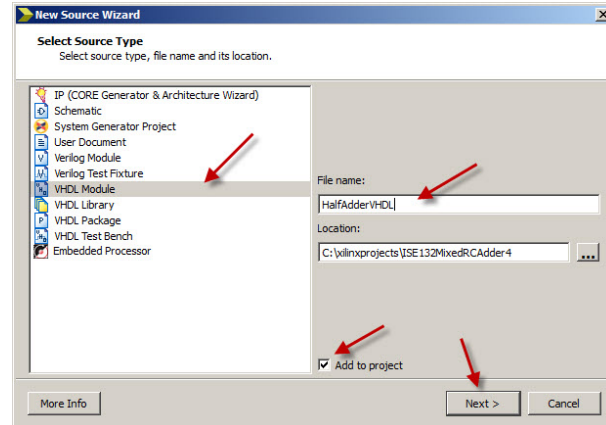 New Source Wizard
Select Source Type
Select source type, file name and its location.
IP (CORE Generator & Architecture Wizard)
Schematic
System Generator Project
User Document
Verilog Module
Verilog Test Fixture
VHDL Module
VHDL Library
VHDL Package
VHDL Test Bench
Embedded Processor
File name:
HalfAdderVHDL
Location:
C:\xilinxprojects\ISE132MixedRCAdder4
...
Add to project
More Info
Next >
Cancel